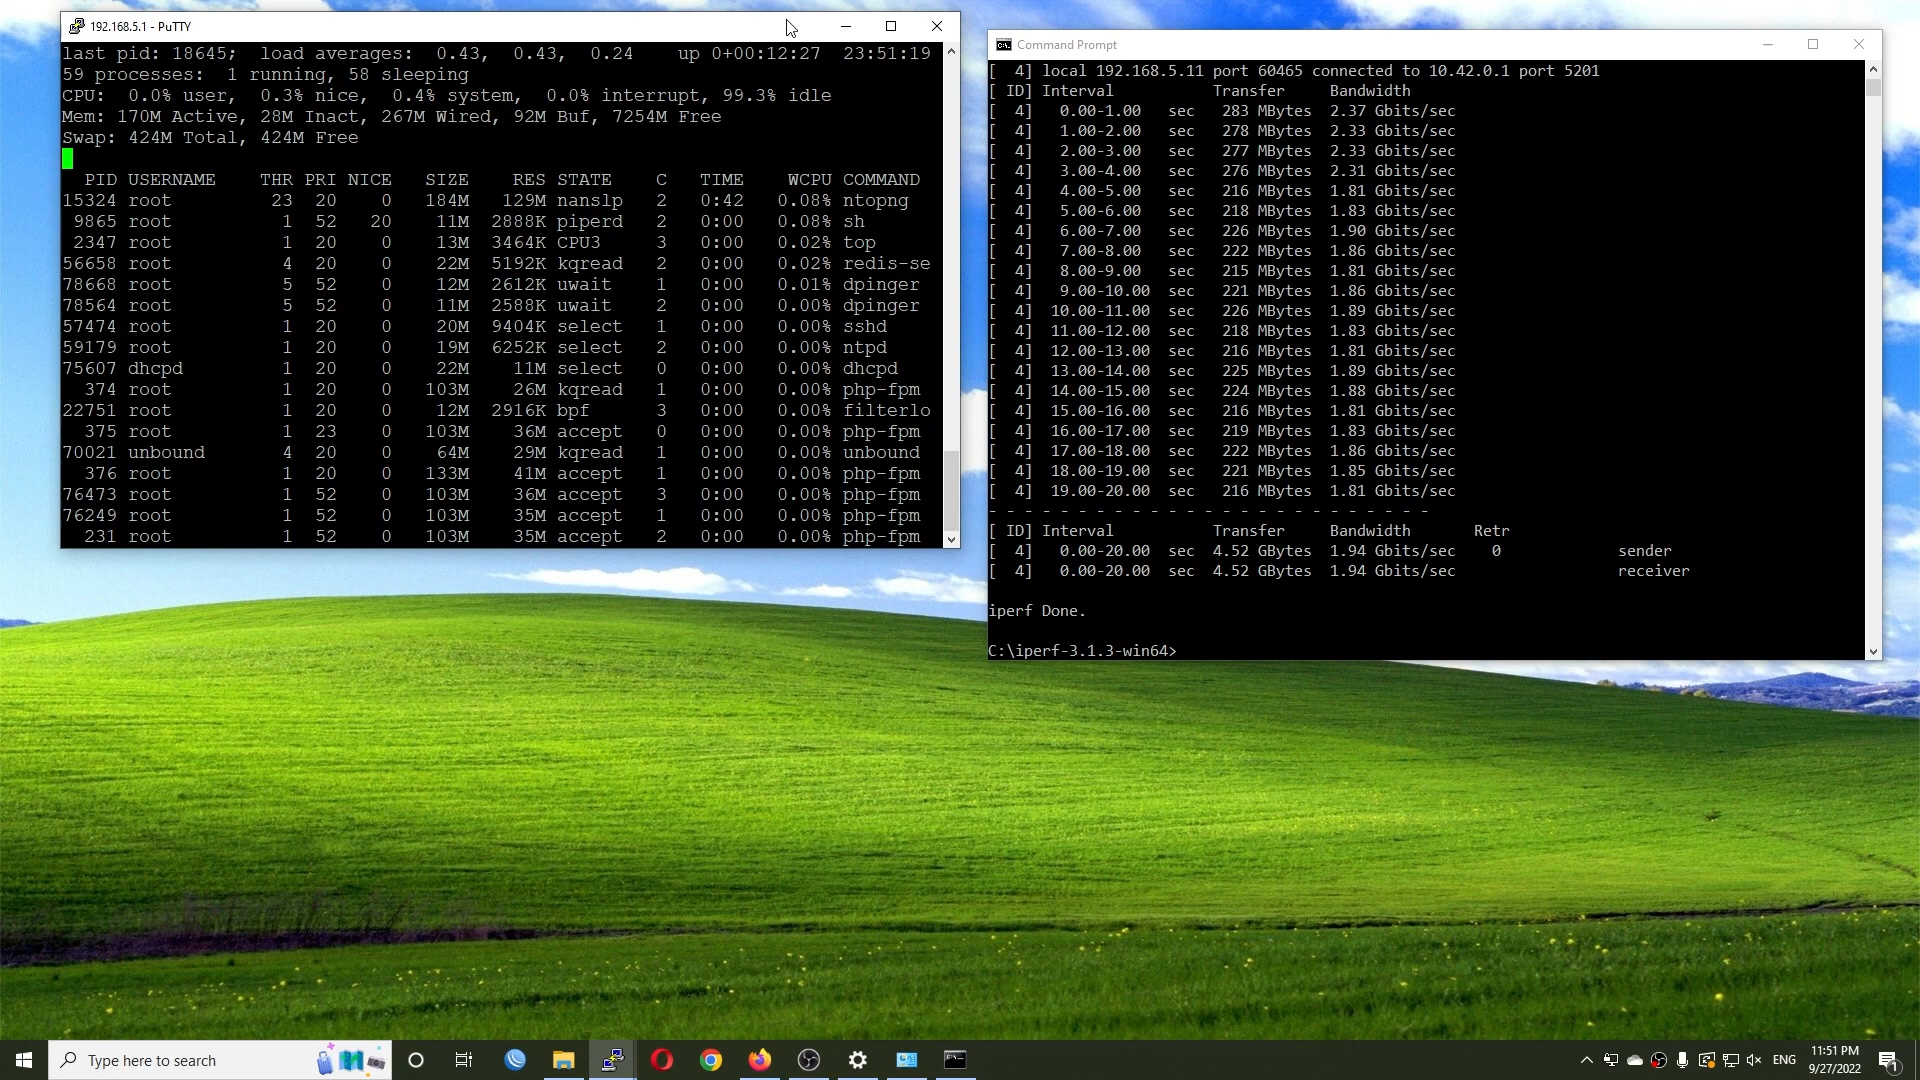 192.168.5.1 - PuTTY
last pid: 18645;  load averages:  0.43,  0.43,  0.24    up 0+00:12:27  23:51:19
59 processes:  1 running, 58 sleeping
CPU:  0.0% user,  0.3% nice,  0.4% system,  0.0% interrupt, 99.3% idle
Mem: 170M Active, 28M Inact, 267M Wired, 92M Buf, 7254M Free
Swap: 424M Total, 424M Free
PID USERNAME    THR PRI NICE   SIZE    RES STATE    C   TIME    WCPU COMMAND
15324 root       23  20    0   184M   129M nanslp   2   0:42   0.08% ntopng
9865 root        1  52   20    11M  2888K piperd   2   0:00   0.08% sh
2347 root        1  20    0    13M  3464K CPU3     3   0:00   0.02% top
56658 root        4  20    0    22M  5192K kqread   2   0:00   0.02% redis-se
78668 root        5  52    0    12M  2612K uwait    1   0:00   0.01% dpinger
78564 root        5  52    0    11M  2588K uwait    2   0:00   0.00% dpinger
57474 root        1  20    0    20M  9404K select   1   0:00   0.00% sshd
59179 root        1  20    0    19M  6252K select   2   0:00   0.00% ntpd
75607 dhcpd       1  20    0    22M    11M select   0   0:00   0.00% dhcpd
374 root        1  20    0   103M    26M kqread   1   0:00   0.00% php-fpm
22751 root        1  20    0    12M  2916K bpf      3   0:00   0.00% filterlo
375 root        1  23    0   103M    36M accept   0   0:00   0.00% php-fpm
70021 unbound     4  20    0    64M    29M kqread   1   0:00   0.00% unbound
376 root        1  20    0   133M    41M accept   1   0:00   0.00% php-fpm
76473 root        1  52    0   103M    36M accept   3   0:00   0.00% php-fpm
76249 root        1  52    0   103M    35M accept   1   0:00   0.00% php-fpm
231 root        1  52    0   103M    35M accept   2   0:00   0.00% php-fpm
Command Prompt
[  4] local 192.168.5.11 port 60465 connected to 10.42.0.1 port 5201
[ ID] Interval           Transfer     Bandwidth
[  4]   0.00-1.00   sec   283 MBytes  2.37 Gbits/sec
[  4]   1.00-2.00   sec   278 MBytes  2.33 Gbits/sec
[  4]   2.00-3.00   sec   277 MBytes  2.33 Gbits/sec
[  4]   3.00-4.00   sec   276 MBytes  2.31 Gbits/sec
[  4]   4.00-5.00   sec   216 MBytes  1.81 Gbits/sec
[  4]   5.00-6.00   sec   218 MBytes  1.83 Gbits/sec
[  4]   6.00-7.00   sec   226 MBytes  1.90 Gbits/sec
[  4]   7.00-8.00   sec   222 MBytes  1.86 Gbits/sec
[  4]   8.00-9.00   sec   215 MBytes  1.81 Gbits/sec
[  4]   9.00-10.00  sec   221 MBytes  1.86 Gbits/sec
[  4]  10.00-11.00  sec   226 MBytes  1.89 Gbits/sec
[  4]  11.00-12.00  sec   218 MBytes  1.83 Gbits/sec
[  4]  12.00-13.00  sec   216 MBytes  1.81 Gbits/sec
[  4]  13.00-14.00  sec   225 MBytes  1.89 Gbits/sec
[  4]  14.00-15.00  sec   224 MBytes  1.88 Gbits/sec
[  4]  15.00-16.00  sec   216 MBytes  1.81 Gbits/sec
[  4]  16.00-17.00  sec   219 MBytes  1.83 Gbits/sec
[  4]  17.00-18.00  sec   222 MBytes  1.86 Gbits/sec
[  4]  18.00-19.00  sec   221 MBytes  1.85 Gbits/sec
[  4]  19.00-20.00  sec   216 MBytes  1.81 Gbits/sec
- - - - - - - - - - - - - - - - - - - - - - - - -
[ ID] Interval           Transfer     Bandwidth       Retr
[  4]   0.00-20.00  sec  4.52 GBytes  1.94 Gbits/sec    0             sender
[  4]   0.00-20.00  sec  4.52 GBytes  1.94 Gbits/sec                  receiver
iperf Done.
C:\iperf-3.1.3-win64>
Type here to search
ENG
11:51 PM
9/27/2022
1